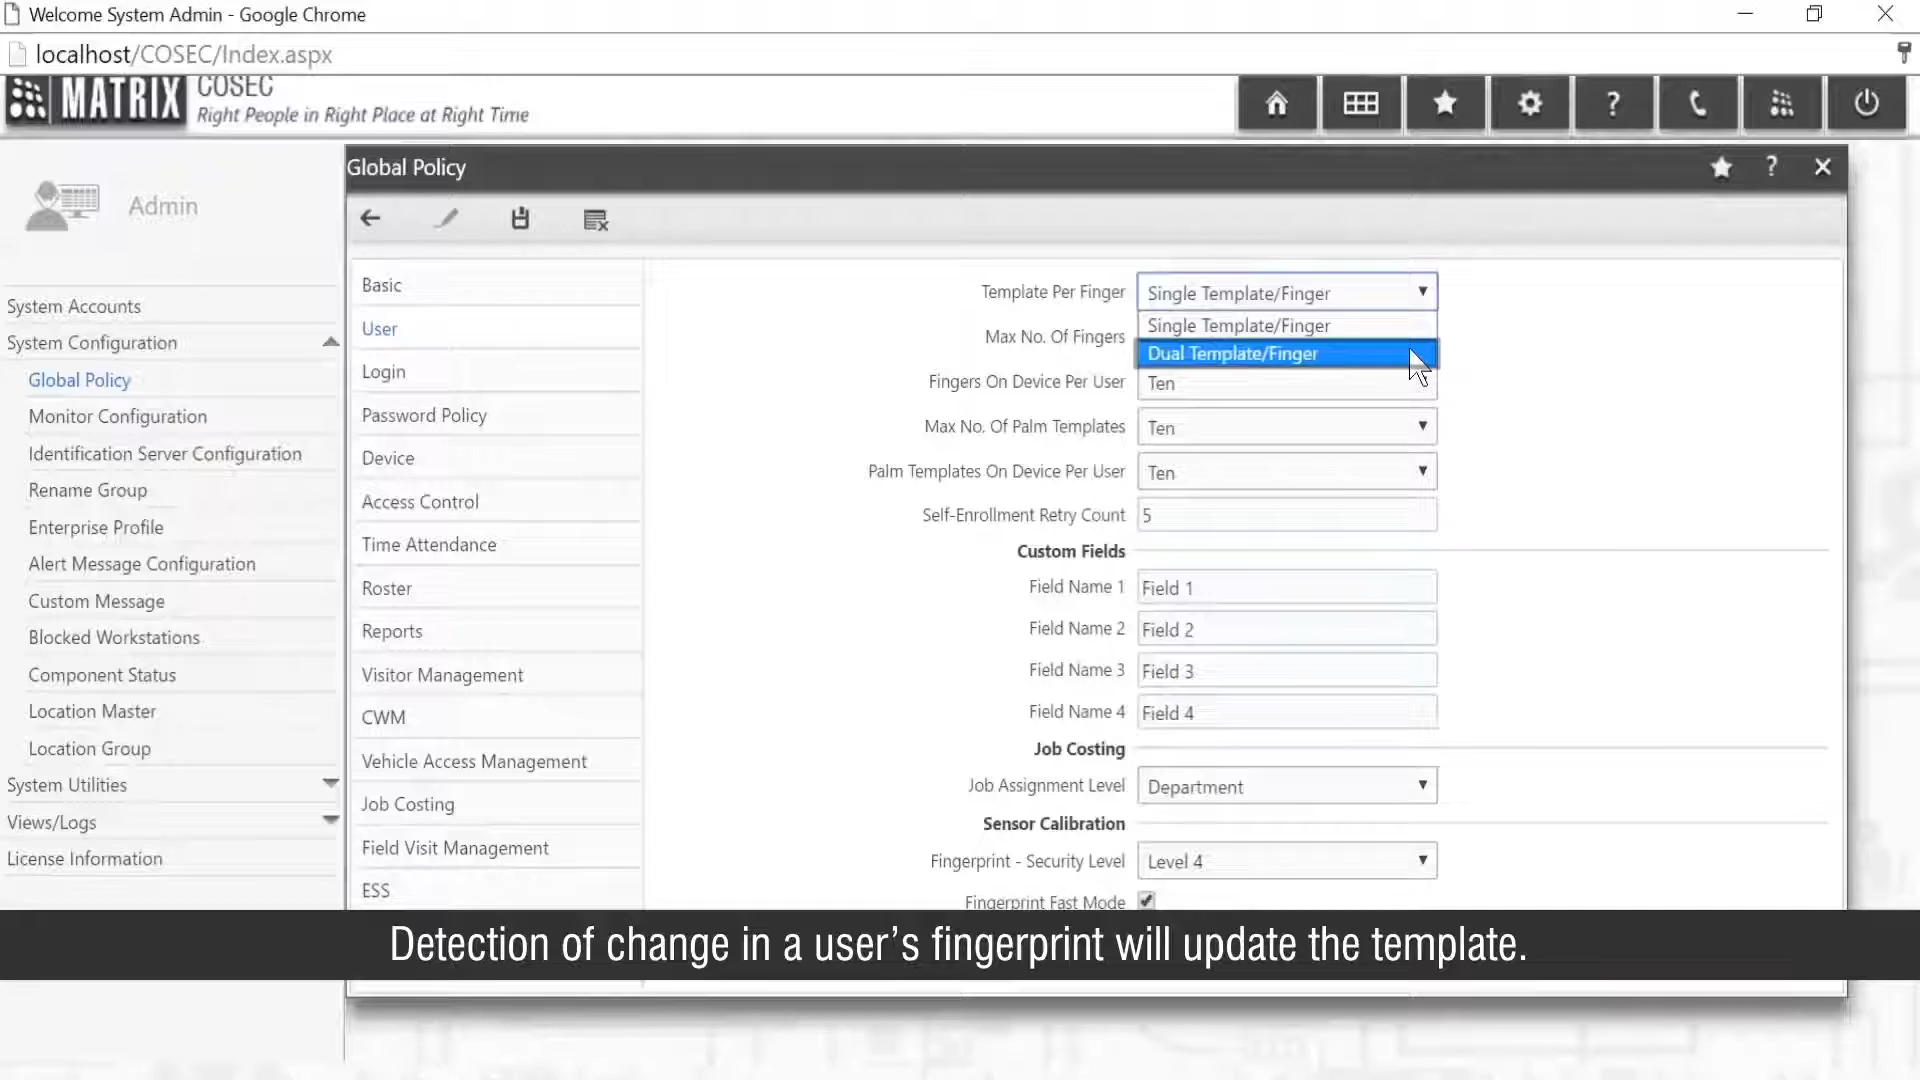 Welcome System Admin - Google Chrome
localhost/COSEC/Index.aspx
MATRIX
COSEC
Right People in Right Place at Right Time
?
Global Policy
?
Admin
System Accounts
System Configuration
Global Policy
Monitor Configuration
Identification Server Configuration
Rename Group
Enterprise Profile
Alert Message Configuration
Custom Message
Blocked Workstations
Component Status
Location Master
Location Group
System Utilities
Views/Logs
License Information
Basic
User
Login
Password Policy
Device
Access Control
Time Attendance
Roster
Reports
Visitor Management
CWM
Vehicle Access Management
Job Costing
Field Visit Management
ESS
Template Per Finger Single Template/Finger
Single Template/Finger
Max No. Of Fingers
Dual Template/Finger
Fingers On Device Per User Ten
Max No. Of Palm Templates Ten
Palm Templates On Device Per User Ten
Self-Enrollment Retry Count 5
Custom Fields
Field Name 1 Field 1
Field Name 2 Field 2
Field Name 3 Field 3
Field Name 4 Field 4
Job Costing
Job Assignment Level Department
Sensor Calibration
Fingerprint - Security Level Level 4
Fingerprint Fast Mode
Detection of change in a user's fingerprint will update the template.